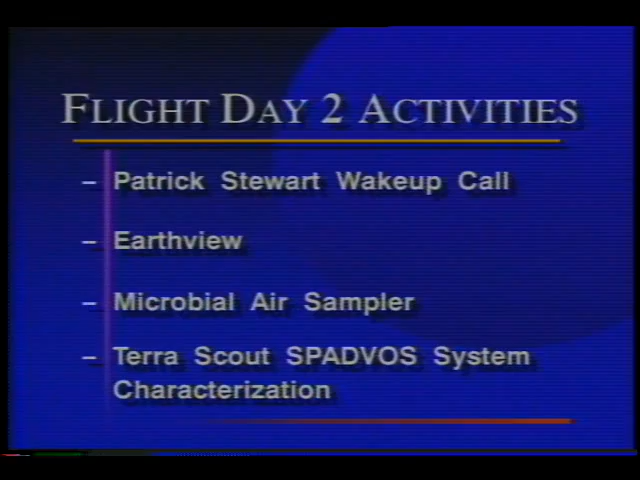 FLIGHT DAY 2 ACTIVITIES
– Patrick Stewart Wakeup Call
– Earthview
– Microbial Air Sampler
– Terra Scout SPADVOS System
Characterization